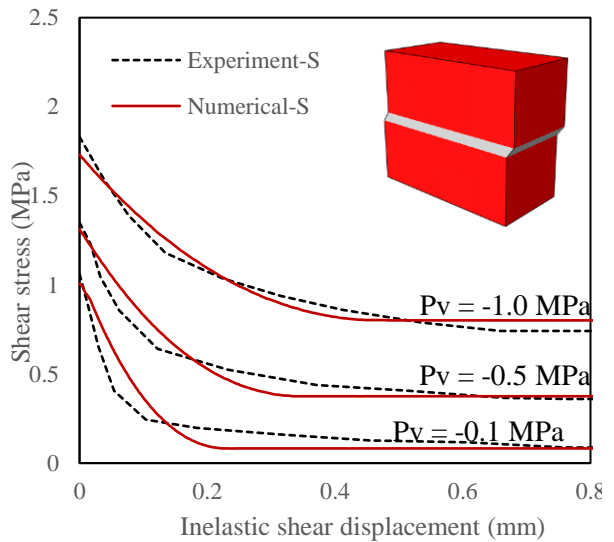 2.5
Experiment-S
2
Numerical-S
1.5
Shear stress (MPa)
1
Pv = -1.0 MPa
0.5
Pv = -0.5 MPa
Pv = -0.1 MPa
0
0 0.2 0.4 0.6 0.8
Inelastic shear displacement (mm)